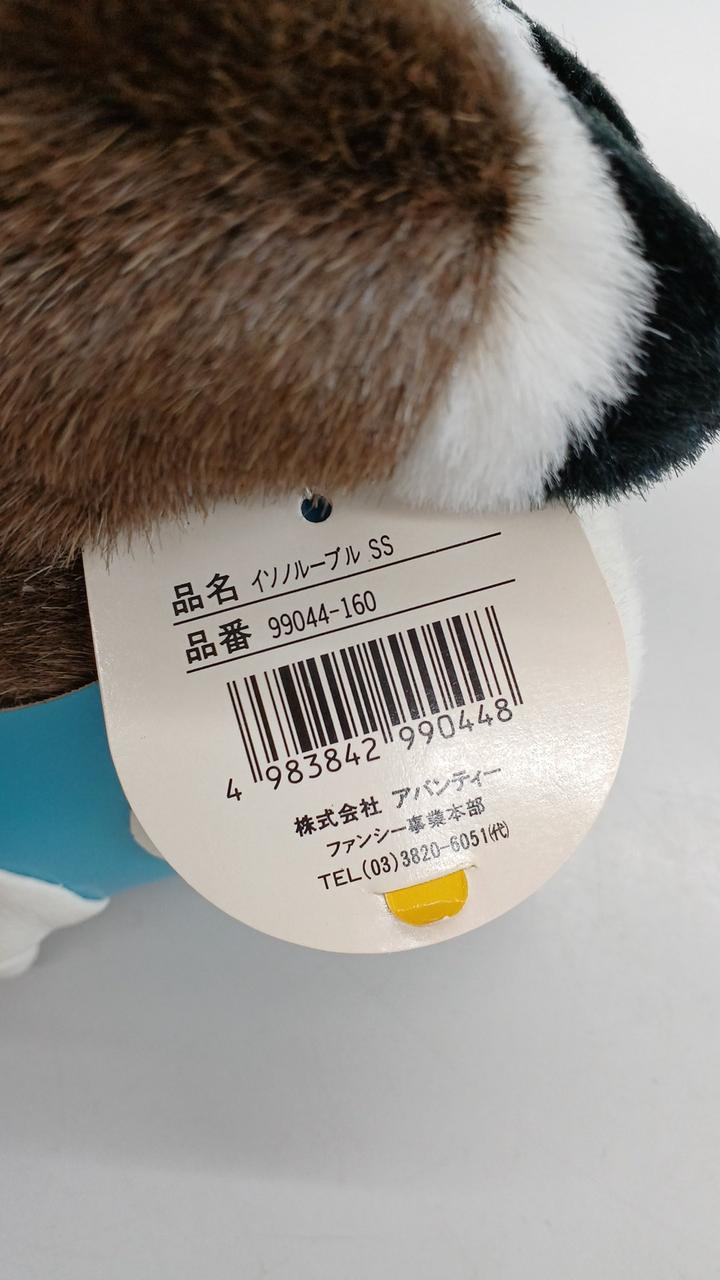 品名 イソノルーブル SS
品番 99044-160
4 983842 990448
株式会社 アバンティー
ファンシー事業本部
TEL(03)3820-6051㈹